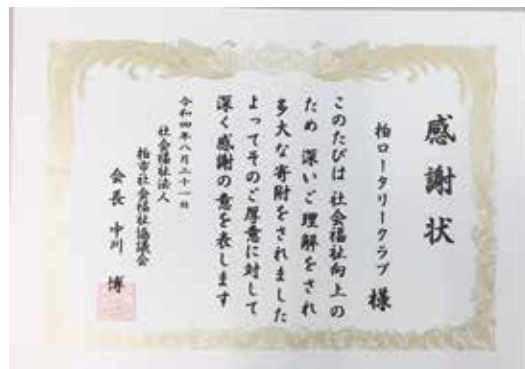 感謝状
柏ロータリークラブ 様
このたびは 社会福祉向上の
ため 深いご理解をされ
多大な寄附をされました
よってそのご厚意に対して
深く感謝の意を表します
令和四年八月三十一日
社会福祉法人
柏市社会福祉協議会
会長 中川 博